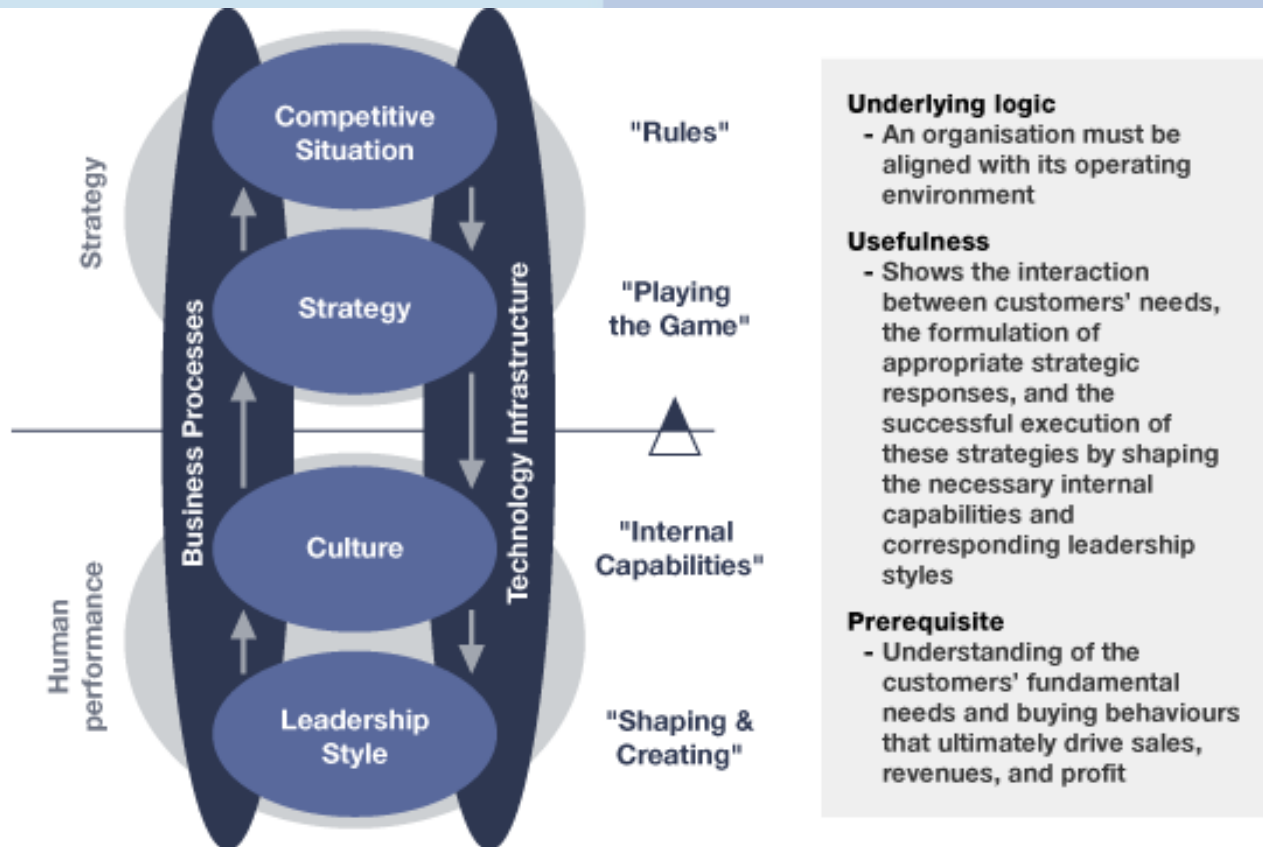 Competitive
Situation
"Rules"
Strategy
Strategy
"Playing
the Game"
Business Processes
Technology Infrastructure
Culture
"Internal
Capabilities"
Human
performance
Leadership
Style
"Shaping &
Creating"
Underlying logic
- An organisation must be
aligned with its operating
environment
Usefulness
- Shows the interaction
between customers' needs,
the formulation of
appropriate strategic
responses, and the
successful execution of
these strategies by shaping
the necessary internal
capabilities and
corresponding leadership
styles
Prerequisite
- Understanding of the
customers' fundamental
needs and buying behaviours
that ultimately drive sales,
revenues, and profit